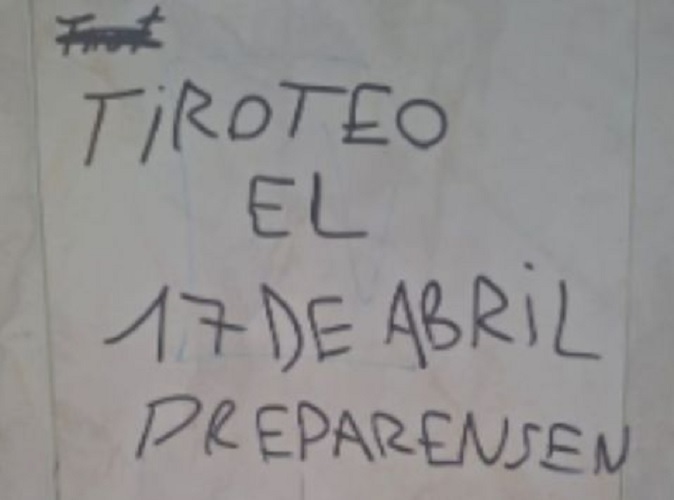 TiROTEO
EL
17 DE ABRiL
PREPARENSEN